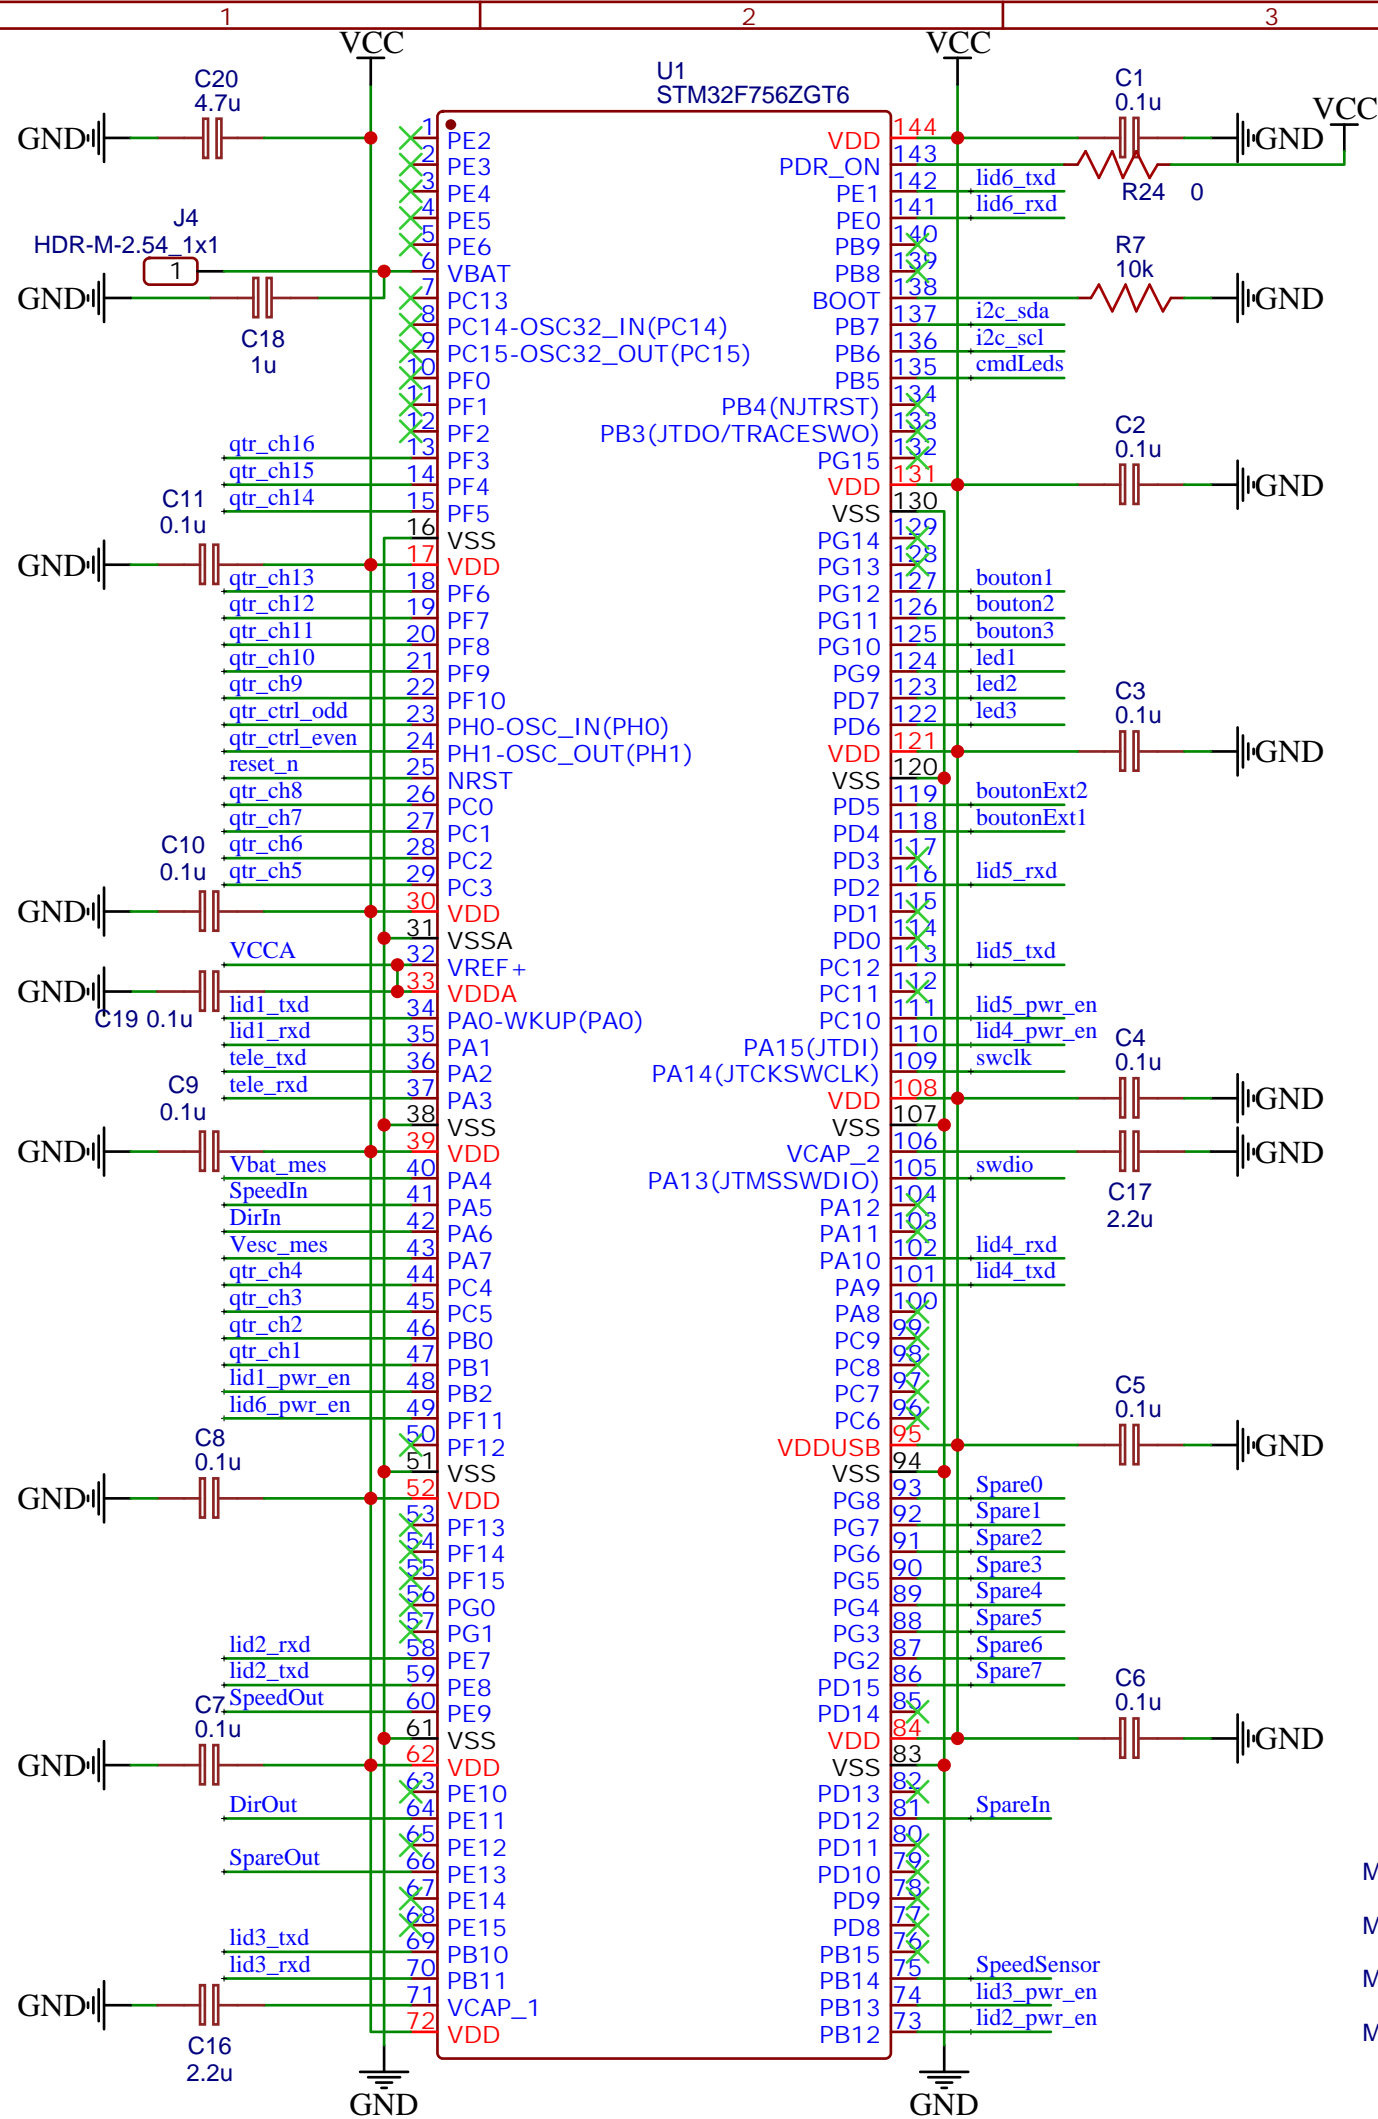 1 2 3
VCC VCC
U1
STM32F756ZGT6
C20
4.7u
C1
0.1u
VCC
GND
GND
R24 0
J4
HDR-M-2.54_1x1
1
GND
C18
1u
R7
10k
GND
C2
0.1u
GND
C11
0.1u
GND
C3
0.1u
GND
C10
0.1u
GND
GND
C19 0.1u
C9
0.1u
GND
C4
0.1u
GND
GND
C17
2.2u
C5
0.1u
GND
C8
0.1u
GND
C6
0.1u
GND
C7
0.1u
GND
GND
C16
2.2u
1 PE2
2 PE3
3 PE4
4 PE5
5 PE6
6 VBAT
7 PC13
8 PC14-OSC32_IN(PC14)
9 PC15-OSC32_OUT(PC15)
10 PF0
11 PF1
12 PF2
qtr_ch16 13 PF3
qtr_ch15 14 PF4
qtr_ch14 15 PF5
16 VSS
17 VDD
qtr_ch13 18 PF6
qtr_ch12 19 PF7
qtr_ch11 20 PF8
qtr_ch10 21 PF9
qtr_ch9 22 PF10
qtr_ctrl_odd 23 PH0-OSC_IN(PH0)
qtr_ctrl_even 24 PH1-OSC_OUT(PH1)
reset_n 25 NRST
qtr_ch8 26 PC0
qtr_ch7 27 PC1
qtr_ch6 28 PC2
qtr_ch5 29 PC3
30 VDD
31 VSSA
VCCA 32 VREF+
33 VDDA
lid1_txd 34 PA0-WKUP(PA0)
lid1_rxd 35 PA1
tele_txd 36 PA2
tele_rxd 37 PA3
38 VSS
39 VDD
Vbat_mes 40 PA4
SpeedIn 41 PA5
DirIn 42 PA6
Vesc_mes 43 PA7
qtr_ch4 44 PC4
qtr_ch3 45 PC5
qtr_ch2 46 PB0
qtr_ch1 47 PB1
lid1_pwr_en 48 PB2
lid6_pwr_en 49 PF11
50 PF12
51 VSS
52 VDD
53 PF13
54 PF14
55 PF15
56 PG0
57 PG1
lid2_rxd 58 PE7
lid2_txd 59 PE8
SpeedOut 60 PE9
61 VSS
62 VDD
63 PE10
DirOut 64 PE11
65 PE12
SpareOut 66 PE13
67 PE14
68 PE15
lid3_txd 69 PB10
lid3_rxd 70 PB11
71 VCAP_1
72 VDD
VDD 144
PDR_ON 143
PE1 142 lid6_txd
PE0 141 lid6_rxd
PB9 140
PB8 139
BOOT 138
PB7 137 i2c_sda
PB6 136 i2c_scl
PB5 135 cmdLeds
PB4(NJTRST) 134
PB3(JTDO/TRACESWO) 133
PG15 132
VDD 131
VSS 130
PG14 129
PG13 128
PG12 127 bouton1
PG11 126 bouton2
PG10 125 bouton3
PG9 124 led1
PD7 123 led2
PD6 122 led3
VDD 121
VSS 120
PD5 119 boutonExt2
PD4 118 boutonExt1
PD3 117
PD2 116 lid5_rxd
PD1 115
PD0 114
PC12 113 lid5_txd
PC11 112
PC10 111 lid5_pwr_en
PA15(JTDI) 110 lid4_pwr_en
PA14(JTCKSWCLK) 109 swclk
VDD 108
VSS 107
VCAP_2 106
PA13(JTMSSWDIO) 105 swdio
PA12 104
PA11 103
PA10 102 lid4_rxd
PA9 101 lid4_txd
PA8 100
PC9 99
PC8 98
PC7 97
PC6 96
VDDUSB 95
VSS 94
PG8 93 Spare0
PG7 92 Spare1
PG6 91 Spare2
PG5 90 Spare3
PG4 89 Spare4
PG3 88 Spare5
PG2 87 Spare6
PD15 86 Spare7
PD14 85
VDD 84
VSS 83
PD13 82
PD12 81 SpareIn
PD11 80
PD10 79
PD9 78
PD8 77
PB15 76
PB14 75 SpeedSensor
PB13 74 lid3_pwr_en
PB12 73 lid2_pwr_en
GND GND
M
M
M
M